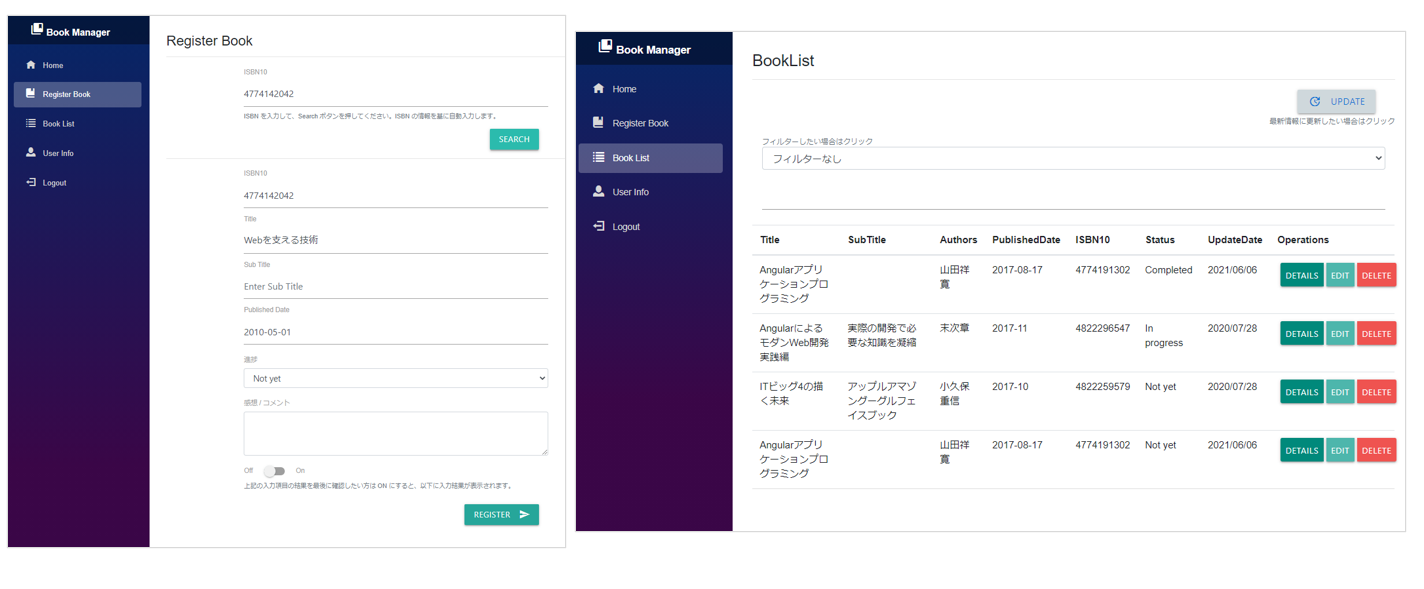 Book Manager
Home
Register Book
Book List
User Info
Logout
Register Book
ISBN10
4774142042
ISBN を入力して、Search ボタンを押してください。ISBN の情報を基に自動入力します。
SEARCH
ISBN10
4774142042
Title
Webを支える技術
Sub Title
Enter Sub Title
Published Date
2010-05-01
進捗
Not yet
感想 / コメント
Off On
上記の入力項目の結果を最後に確認したい方は ON にすると、以下に入力結果が表示されます。
REGISTER
Book Manager
Home
Register Book
Book List
User Info
Logout
BookList
UPDATE
最新情報に更新したい場合はクリック
フィルターしたい場合はクリック
フィルターなし
Title SubTitle Authors PublishedDate ISBN10 Status UpdateDate Operations
Angularアプリ 山田祥 2017-08-17 4774191302 Completed 2021/06/06 DETAILS EDIT DELETE
ケーションプロ 寛
グラミング
Angularによる 実際の開発で必 末次章 2017-11 4822296547 In 2020/07/28 DETAILS EDIT DELETE
モダンWeb開発 要な知識を凝縮 progress
実践編
ITビッグ4の描 アップルアマゾ 小久保 2017-10 4822259579 Not yet 2020/07/28 DETAILS EDIT DELETE
く未来 ングーグルフェ 重信
イスブック
Angularアプリ 山田祥 2017-08-17 4774191302 Not yet 2021/06/06 DETAILS EDIT DELETE
ケーションプロ 寛
グラミング